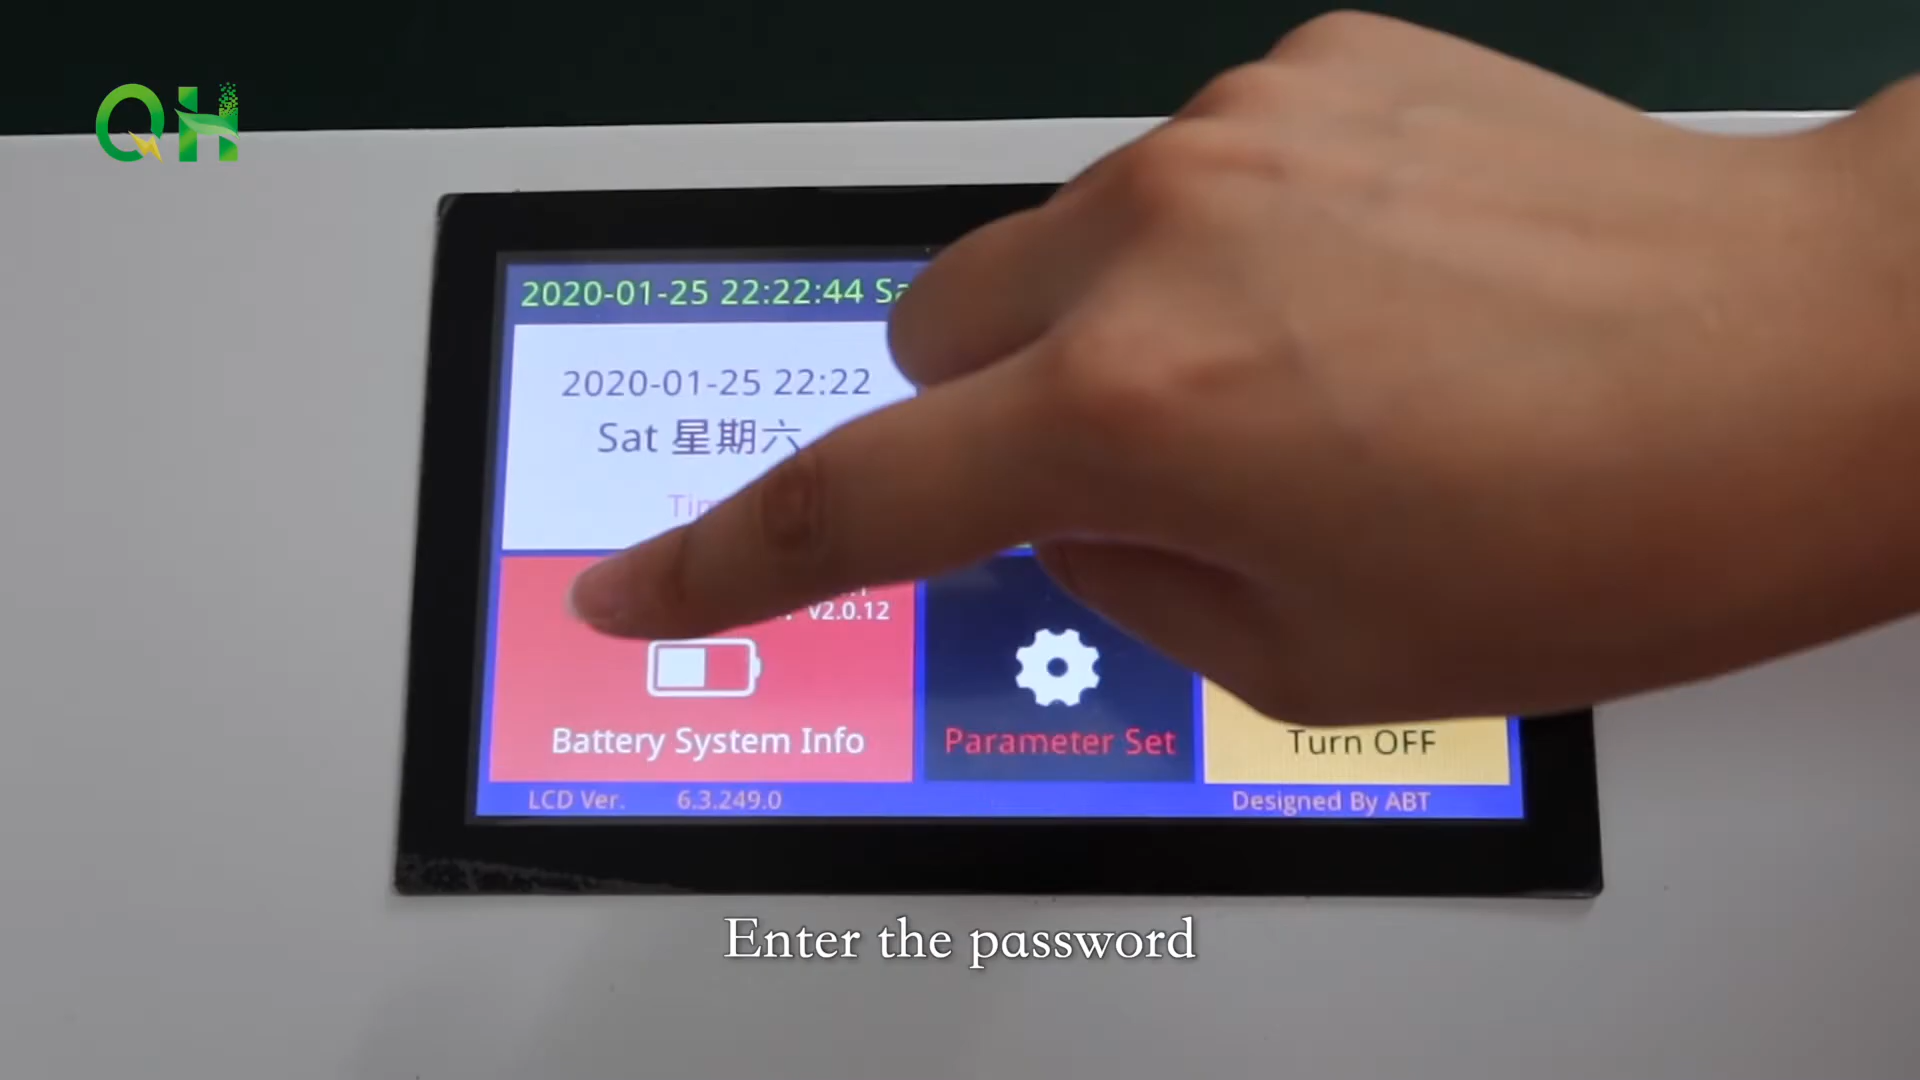 QH
2020-01-25 22:22:44
2020-01-25 22:22
Sat 星期六
v2.0.12
Battery System Info
Parameter Set
Turn OFF
LCD Ver. 6.3.249.0
Designed By ABT
Enter the password